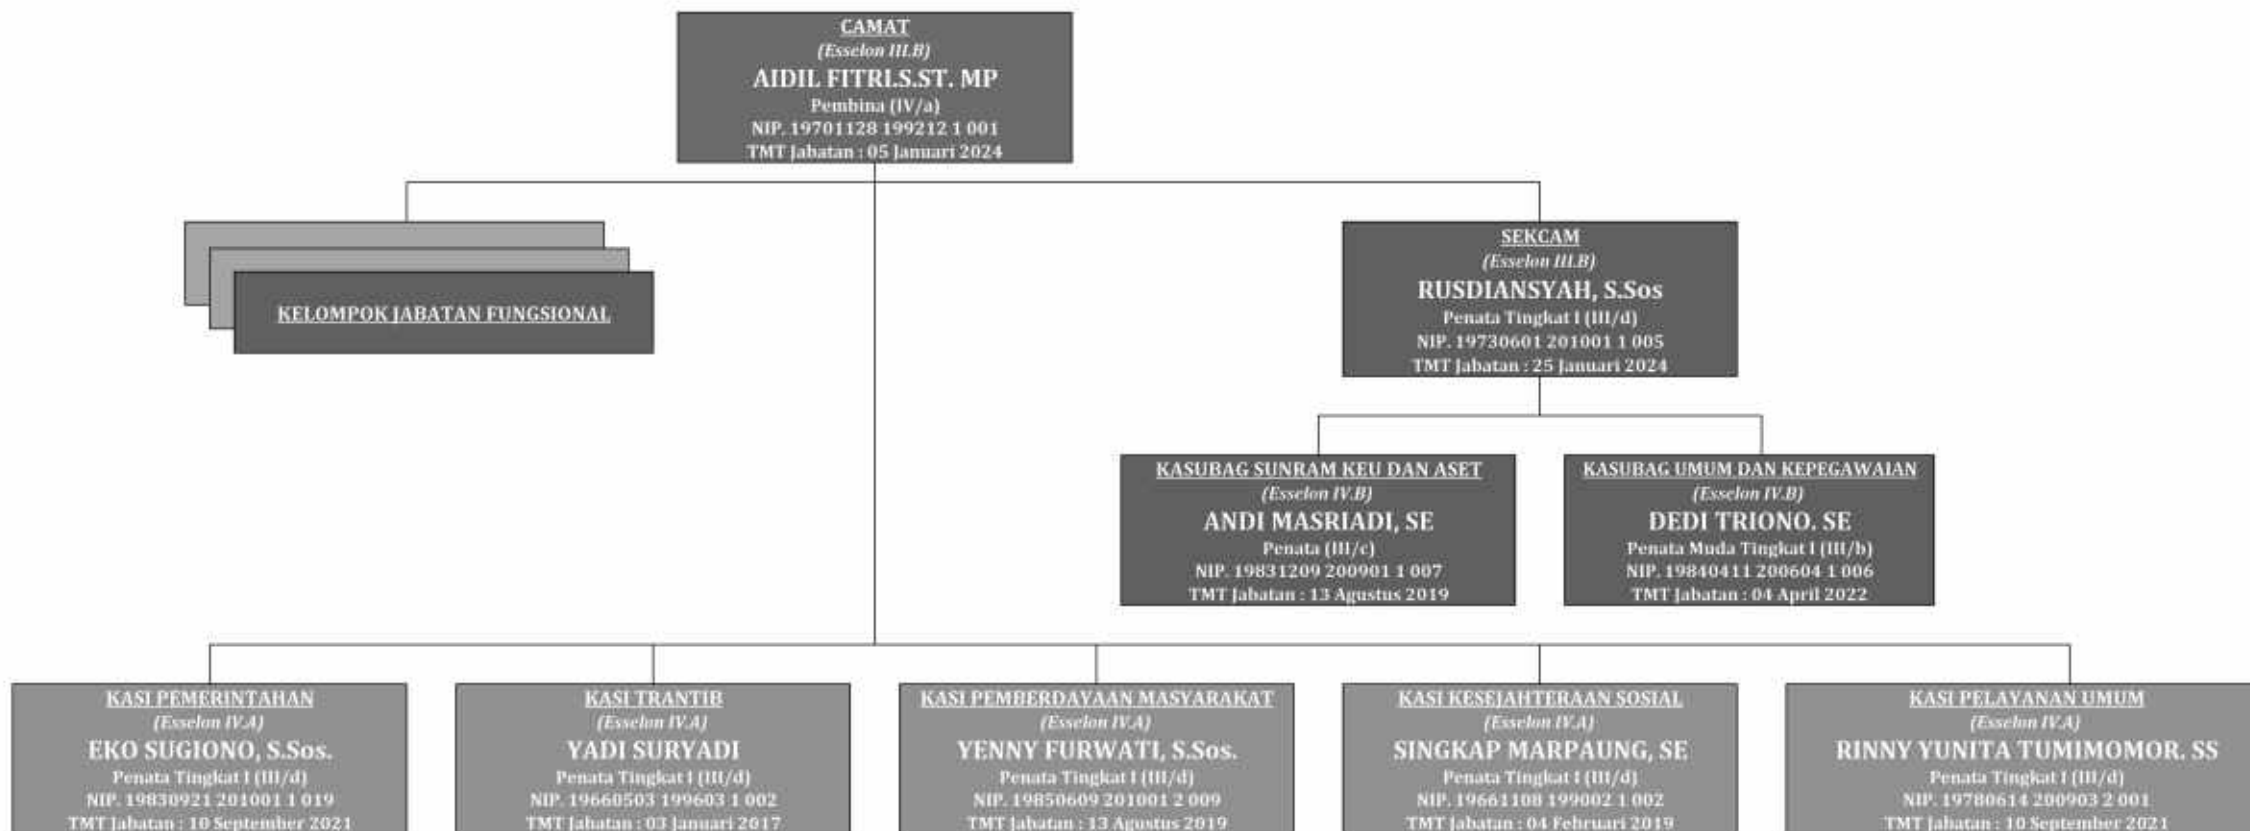 CAMAT
(Esselon III.B)
AIDIL FITRI.S.ST. MP
Pembina (IV/a)
NIP. 19701128 199212 1 001
TMT Jabatan : 05 Januari 2024
KELOMPOK JABATAN FUNGSIONAL
SEKCAM
(Esselon III.B)
RUSDIANSYAH, S.Sos
Penata Tingkat I (III/d)
NIP. 19730601 201001 1 005
TMT Jabatan : 25 Januari 2024
KASUBAG SUNRAM KEU DAN ASET
(Esselon IV.B)
ANDI MASRIADI, SE
Penata (III/c)
NIP. 19831209 200901 1 007
TMT Jabatan : 13 Agustus 2019
KASUBAG UMUM DAN KEPEGAWAIAN
(Esselon IV.B)
DEDI TRIONO. SE
Penata Muda Tingkat I (III/b)
NIP. 19840411 200604 1 006
TMT Jabatan : 04 April 2022
KASI PEMERINTAHAN
(Esselon IV.A)
EKO SUGIONO, S.Sos.
Penata Tingkat I (III/d)
NIP. 19830921 201001 1 019
TMT Jabatan : 10 September 2021
KASI TRANTIB
(Esselon IV.A)
YADI SURYADI
Penata Tingkat I (III/d)
NIP. 19660503 199603 1 002
TMT Jabatan : 03 Januari 2017
KASI PEMBERDAYAAN MASYARAKAT
(Esselon IV.A)
YENNY FURWATI, S.Sos.
Penata Tingkat I (III/d)
NIP. 19850609 201001 2 009
TMT Jabatan : 13 Agustus 2019
KASI KESEJAHTERAAN SOSIAL
(Esselon IV.A)
SINGKAP MARPAUNG, SE
Penata Tingkat I (III/d)
NIP. 19661108 199002 1 002
TMT Jabatan : 04 Februari 2019
KASI PELAYANAN UMUM
(Esselon IV.A)
RINNY YUNITA TUMIMOMOR. SS
Penata Tingkat I (III/d)
NIP. 19780614 200903 2 001
TMT Jabatan : 10 September 2021